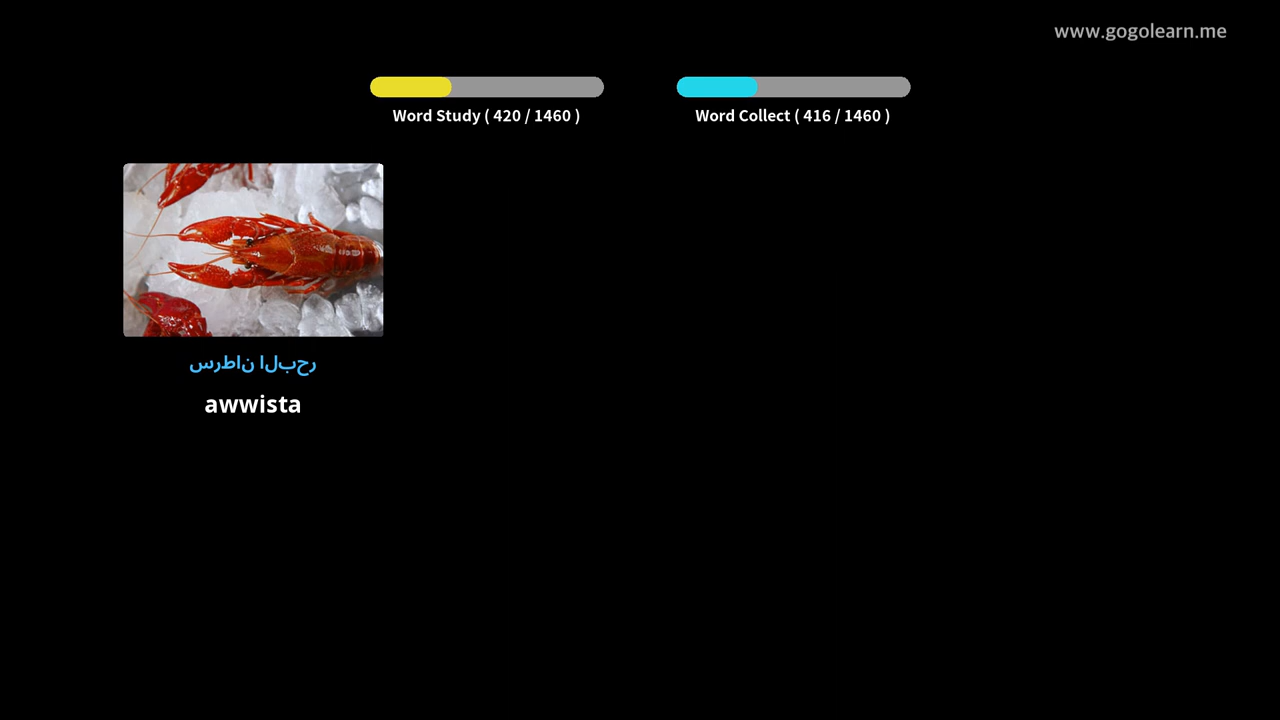 www.gogolearn.me
Word Study ( 420 / 1460 )
Word Collect ( 416 / 1460 )
سرطان البحر
awwista